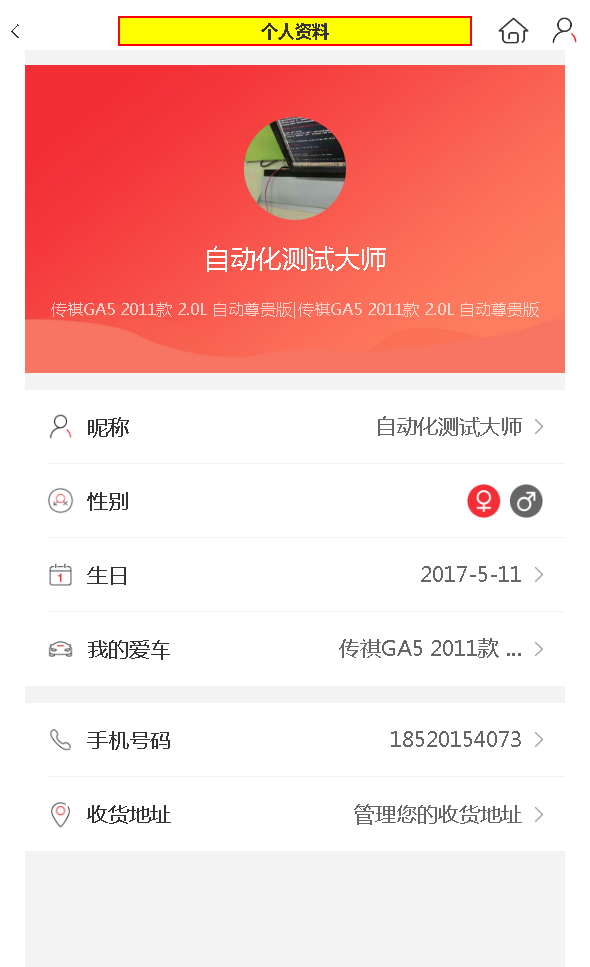 个人资料
自动化测试大师
传祺GA5 2011款 2.0L 自动尊贵版|传祺GA5 2011款 2.0L 自动尊贵版
昵称 自动化测试大师
性别
1
生日 2017-5-11
我的爱车 传祺GA5 2011款 ...
手机号码 18520154073
收货地址 管理您的收货地址